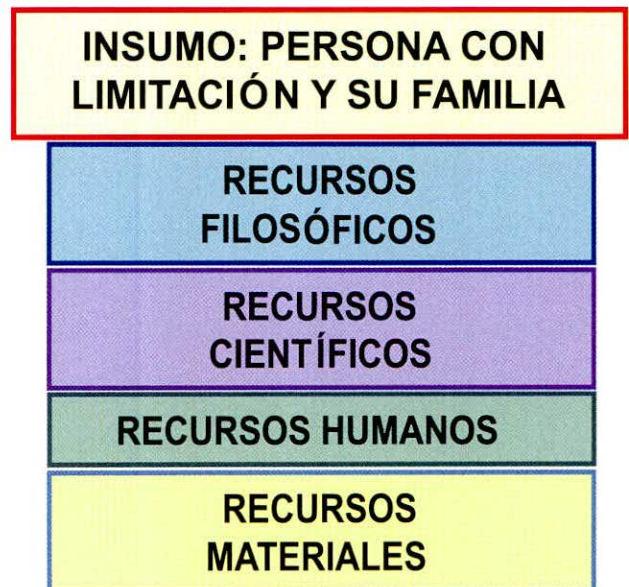 INSUMO: PERSONA CON
LIMITACIÓN Y SU FAMILIA
RECURSOS
FILOSÓFICOS
RECURSOS
CIENTÍFICOS
RECURSOS HUMANOS
RECURSOS
MATERIALES